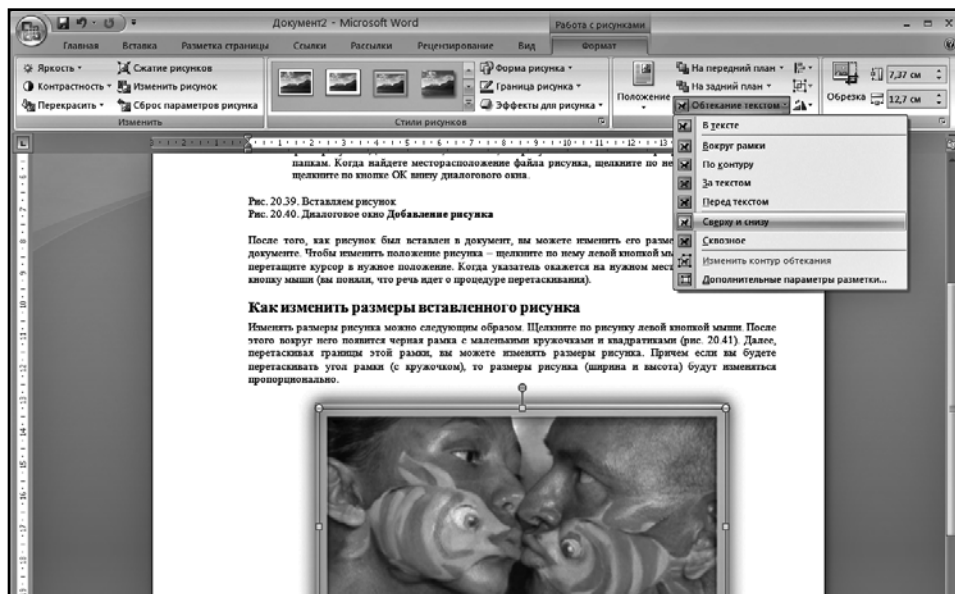 Документ2 - Microsoft Word
Работа с рисунками
Главная Вставка Разметка страницы Ссылки Рассылки Рецензирование Вид Формат
Яркость
Контрастность
Перекрасить
Сжатие рисунков
Изменить рисунок
Сброс параметров рисунка
Изменить
Форма рисунка
Граница рисунка
Эффекты для рисунка
Стили рисунков
Положение
На передний план
На задний план
Обтекание текстом
Обрезка
7,37 см
12,7 см
В тексте
Вокруг рамки
По контуру
За текстом
Перед текстом
Сверху и снизу
Сквозное
Изменить контур обтекания
Дополнительные параметры разметки...
папкам. Когда найдете месторасположение файла рисунка, щелкните по
щелкните по кнопке ОК внизу диалогового окна.
Рис. 20.39. Вставляем рисунок
Рис. 20.40. Диалоговое окно Добавление рисунка
После того, как рисунок был вставлен в документ, вы можете изменить его
документе. Чтобы изменить положение рисунка – щелкните по нему левой кнопкой
перетащите курсор в нужное положение. Когда указатель окажется на нужном
кнопку мыши (вы поняли, что речь идет о процедуре перетаскивания).
Как изменить размеры вставленного рисунка
Изменять размеры рисунка можно следующим образом. Щелкните по рисунку левой кнопкой мыши. После
этого вокруг него появится черная рамка с маленькими кружочками и квадратиками (рис. 20.41). Далее,
перетаскивая границы этой рамки, вы можете изменять размеры рисунка. Причем если вы будете
перетаскивать угол рамки (с кружочком), то размеры рисунка (ширина и высота) будут изменяться
пропорционально.